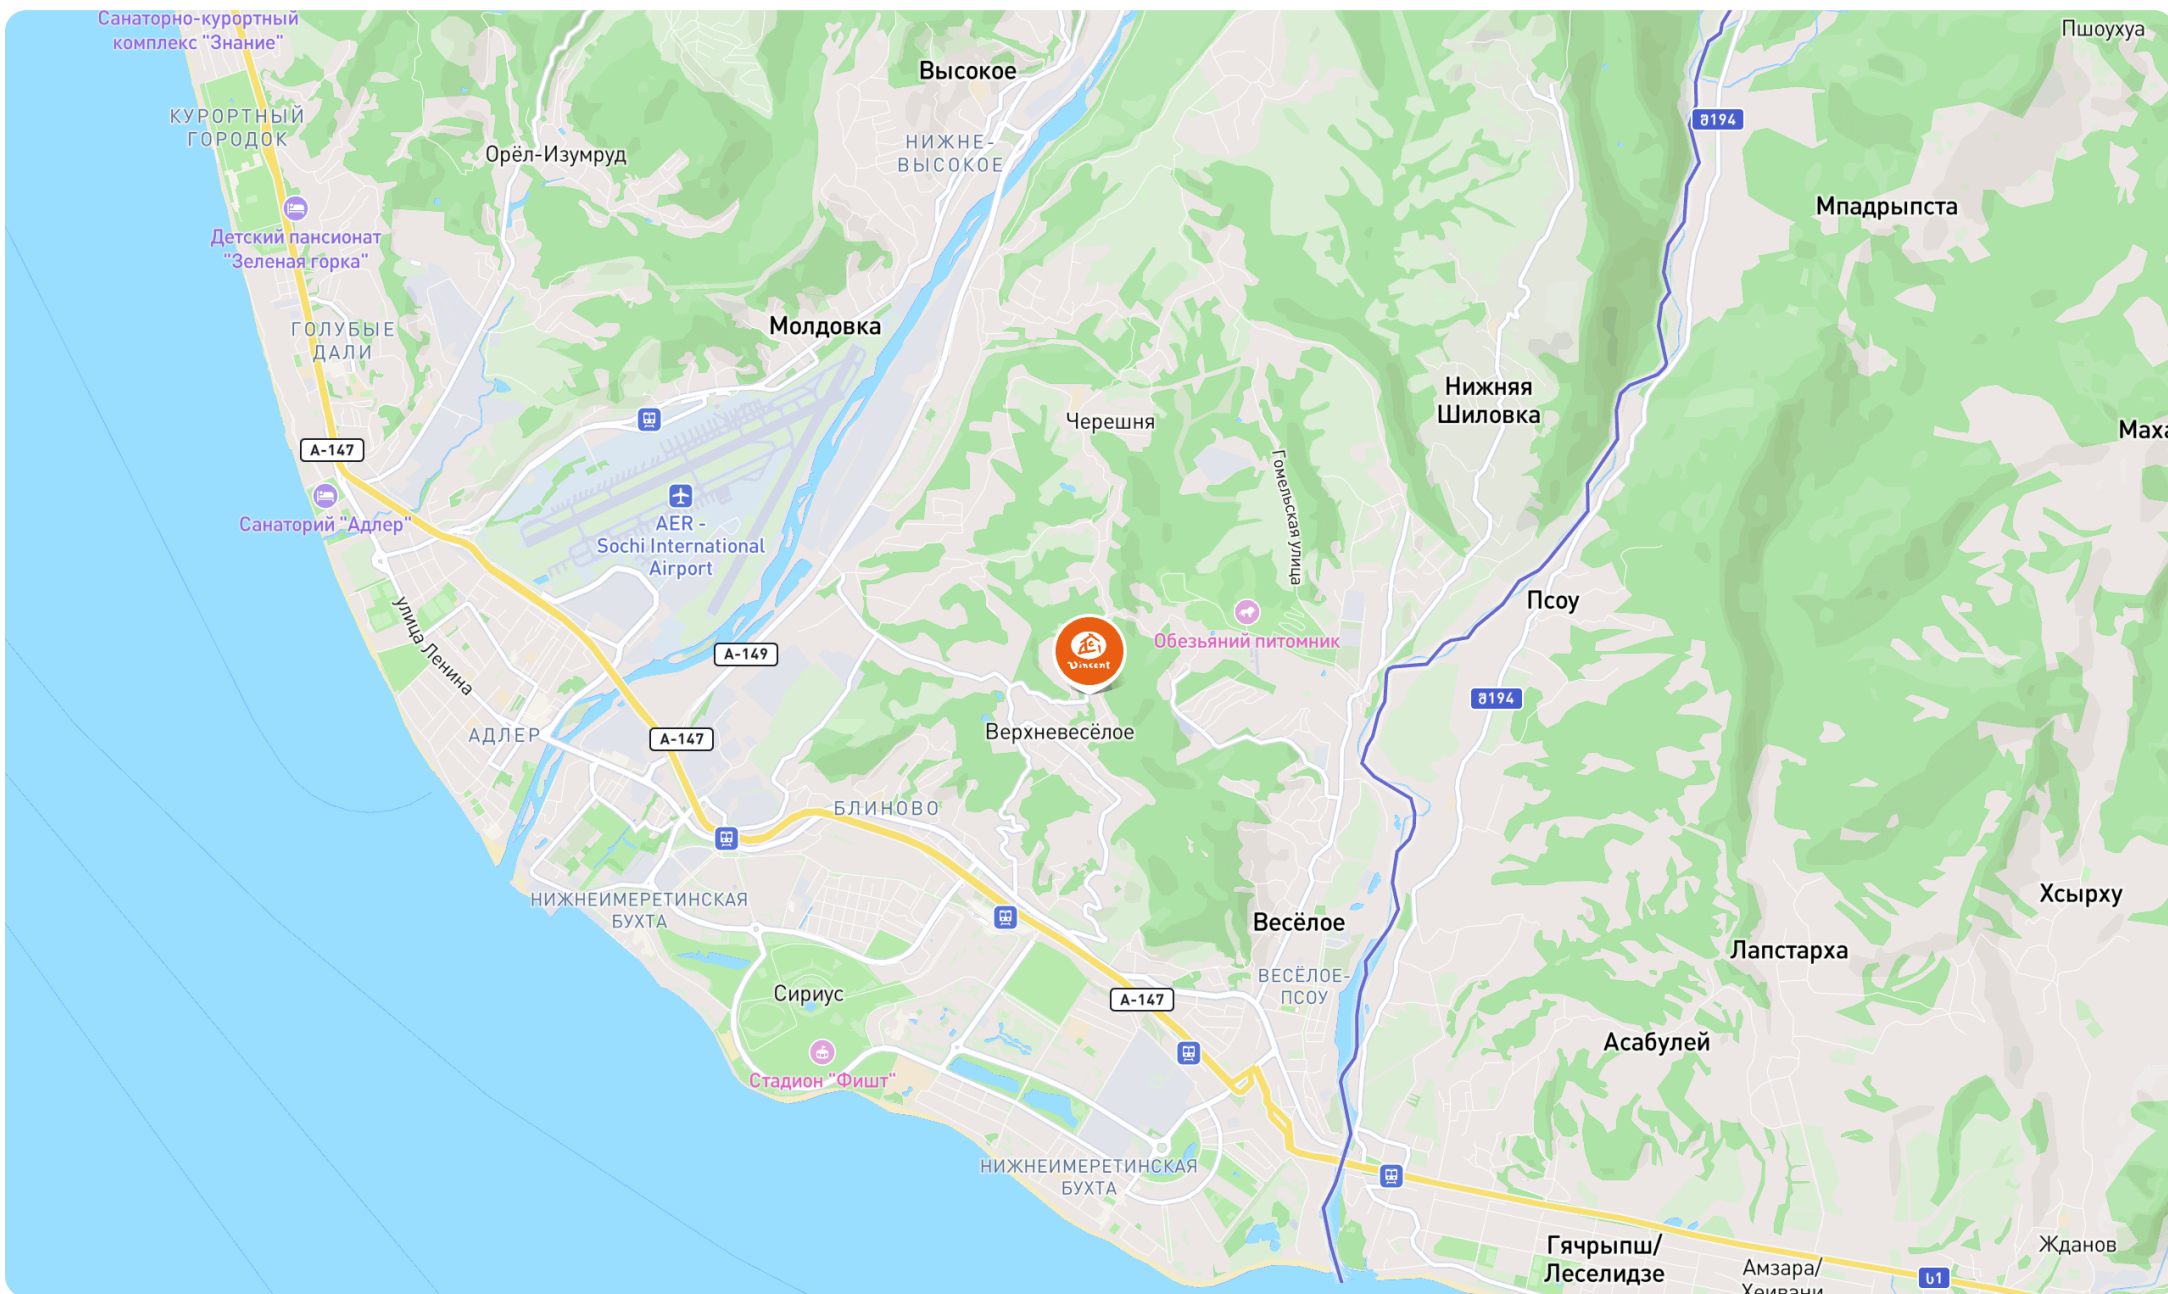 Санаторно-курортный
комплекс "Знание"
Пшоухуа
Высокое
КУРОРТНЫЙ
ГОРОДОК
НИЖНЕ-
ВЫСОКОЕ
Орёл-Изумруд
შ194
Мпадрыпста
Детский пансионат
"Зеленая горка"
ГОЛУБЫЕ
ДАЛИ
Молдовка
Нижняя
Шиловка
Черешня
Маха
A-147
Гомельская улица
Санаторий "Адлер"
AER -
Sochi International
Airport
Псоу
улица Ленина
Обезьяний питомник
A-149
Vincent
შ194
АДЛЕР
A-147
Верхневесёлое
БЛИНОВО
НИЖНЕИМЕРЕТИНСКАЯ
БУХТА
Хсырху
Весёлое
Лапстарха
ВЕСЁЛОЕ-
ПСОУ
Сириус
A-147
Асабулей
Стадион "Фишт"
НИЖНЕИМЕРЕТИНСКАЯ
БУХТА
Гячрыпш/
Леселидзе
Жданов
Амзара/
Хеивани
ს1